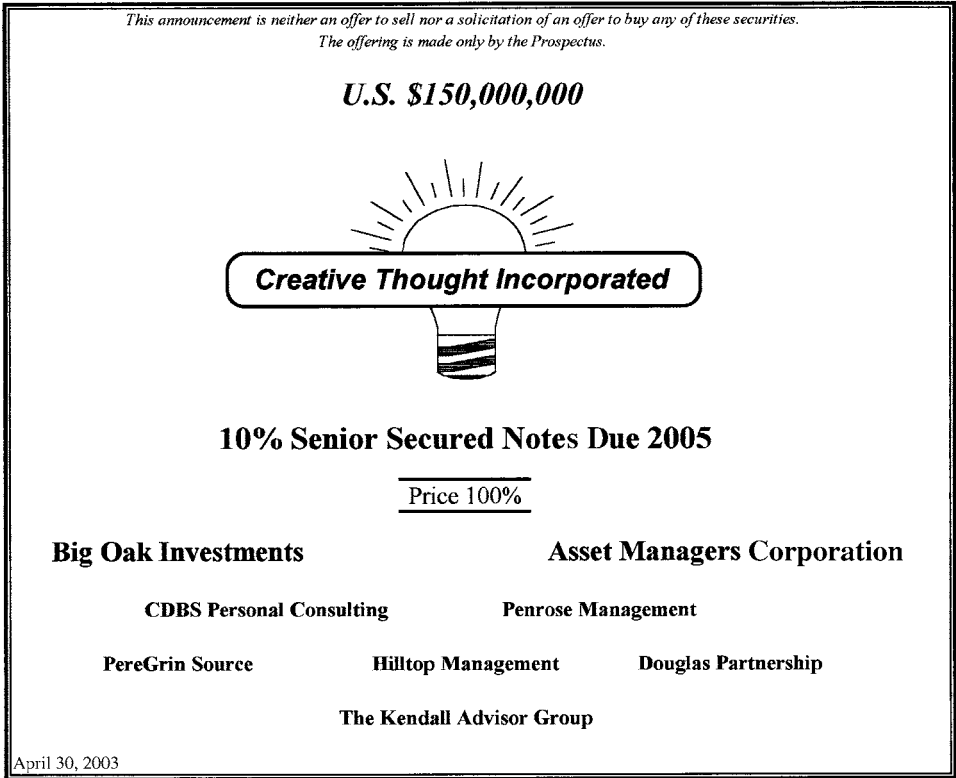 This announcement is neither an offer to sell nor a solicitation of an offer to buy any of these securities.
The offering is made only by the Prospectus.
U.S. $150,000,000
Creative Thought Incorporated
10% Senior Secured Notes Due 2005
Price 100%
Big Oak Investments Asset Managers Corporation
CDBS Personal Consulting Penrose Management
PereGrin Source Hilltop Management Douglas Partnership
The Kendall Advisor Group
April 30, 2003